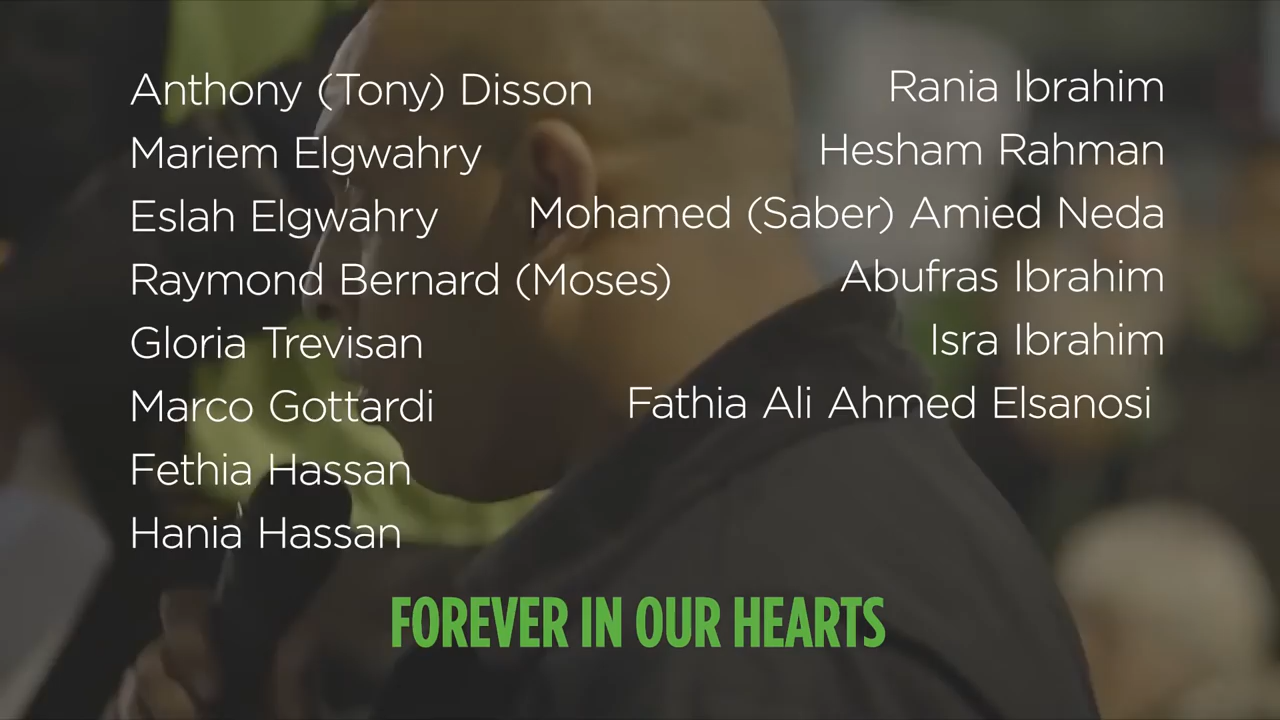 Anthony (Tony) Disson
Mariem Elgwahry
Eslah Elgwahry
Raymond Bernard (Moses)
Gloria Trevisan
Marco Gottardi
Fethia Hassan
Hania Hassan
Rania Ibrahim
Hesham Rahman
Mohamed (Saber) Amied Neda
Abufras Ibrahim
Isra Ibrahim
Fathia Ali Ahmed Elsanosi
FOREVER IN OUR HEARTS